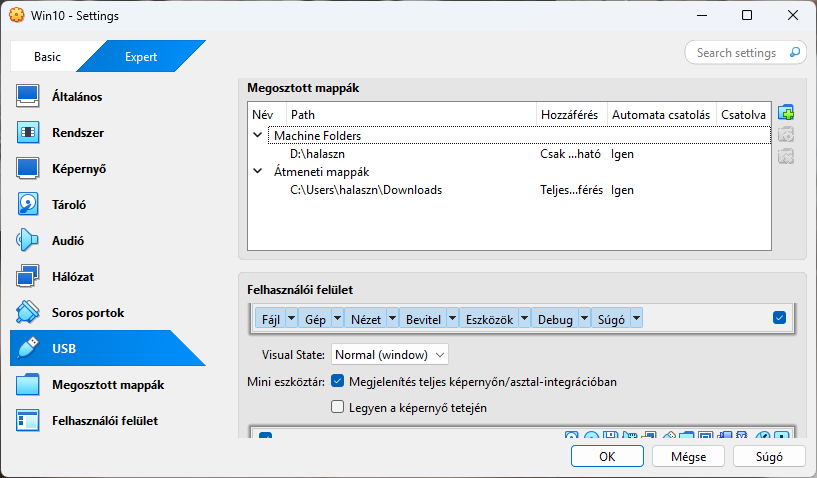 Win10 - Settings
Basic Expert Search settings
Általános
Rendszer
Képernyő
Tároló
Audió
Hálózat
Soros portok
USB
Megosztott mappák
Felhasználói felület
Megosztott mappák
Név Path Hozzáférés Automata csatolás Csatolva
Machine Folders
D:\halaszn Csak ...ható Igen
Átmeneti mappák
C:\Users\halaszn\Downloads Teljes...férés Igen
Felhasználói felület
Fájl Gép Nézet Bevitel Eszközök Debug Súgó
Visual State: Normal (window)
Mini eszköztár: Megjelenítés teljes képernyőn/asztal-integrációban
Legyen a képernyő tetején
OK Mégse Súgó